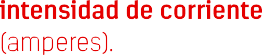 intensidad de corriente
(amperes).